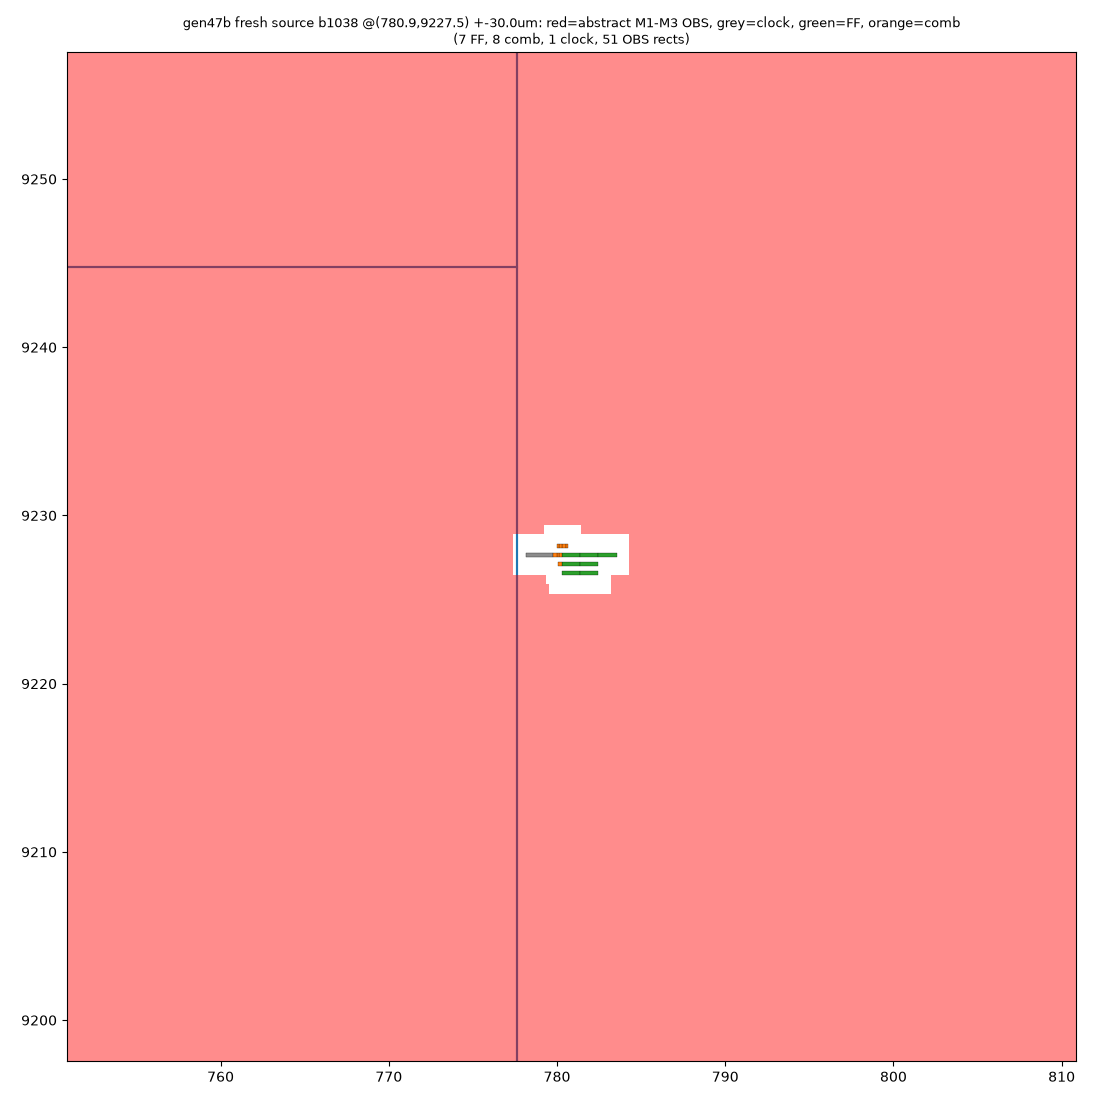 gen47b fresh source b1038 @(780.9,9227.5) +-30.0um: red=abstract M1-M3 OBS, grey=clock, green=FF, orange=comb
(7 FF, 8 comb, 1 clock, 51 OBS rects)
9250
9240
9230
9220
9210
9200
760 770 780 790 800 810